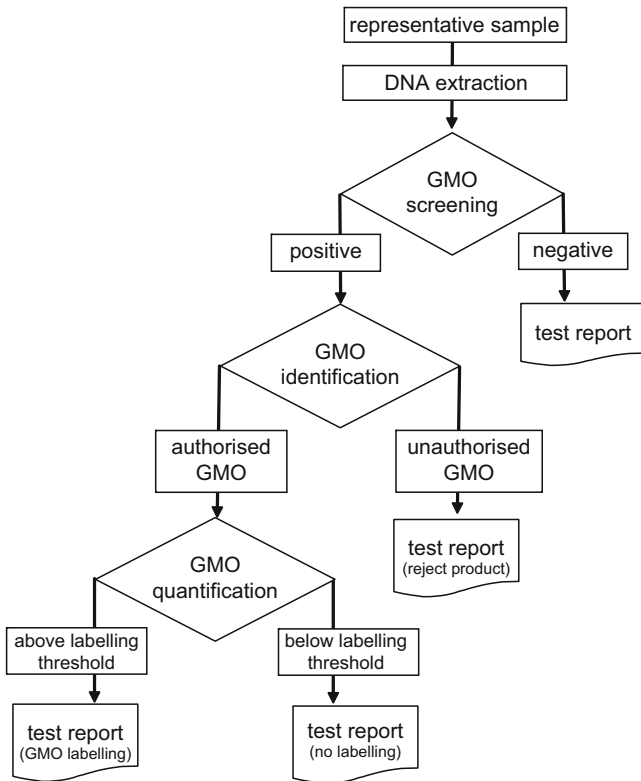 representative sample
DNA extraction
GMO
screening
positive
negative
test report
GMO
identification
authorised
GMO
unauthorised
GMO
test report
(reject product)
GMO
quantification
above labelling
threshold
below labelling
threshold
test report
(GMO labelling)
test report
(no labelling)